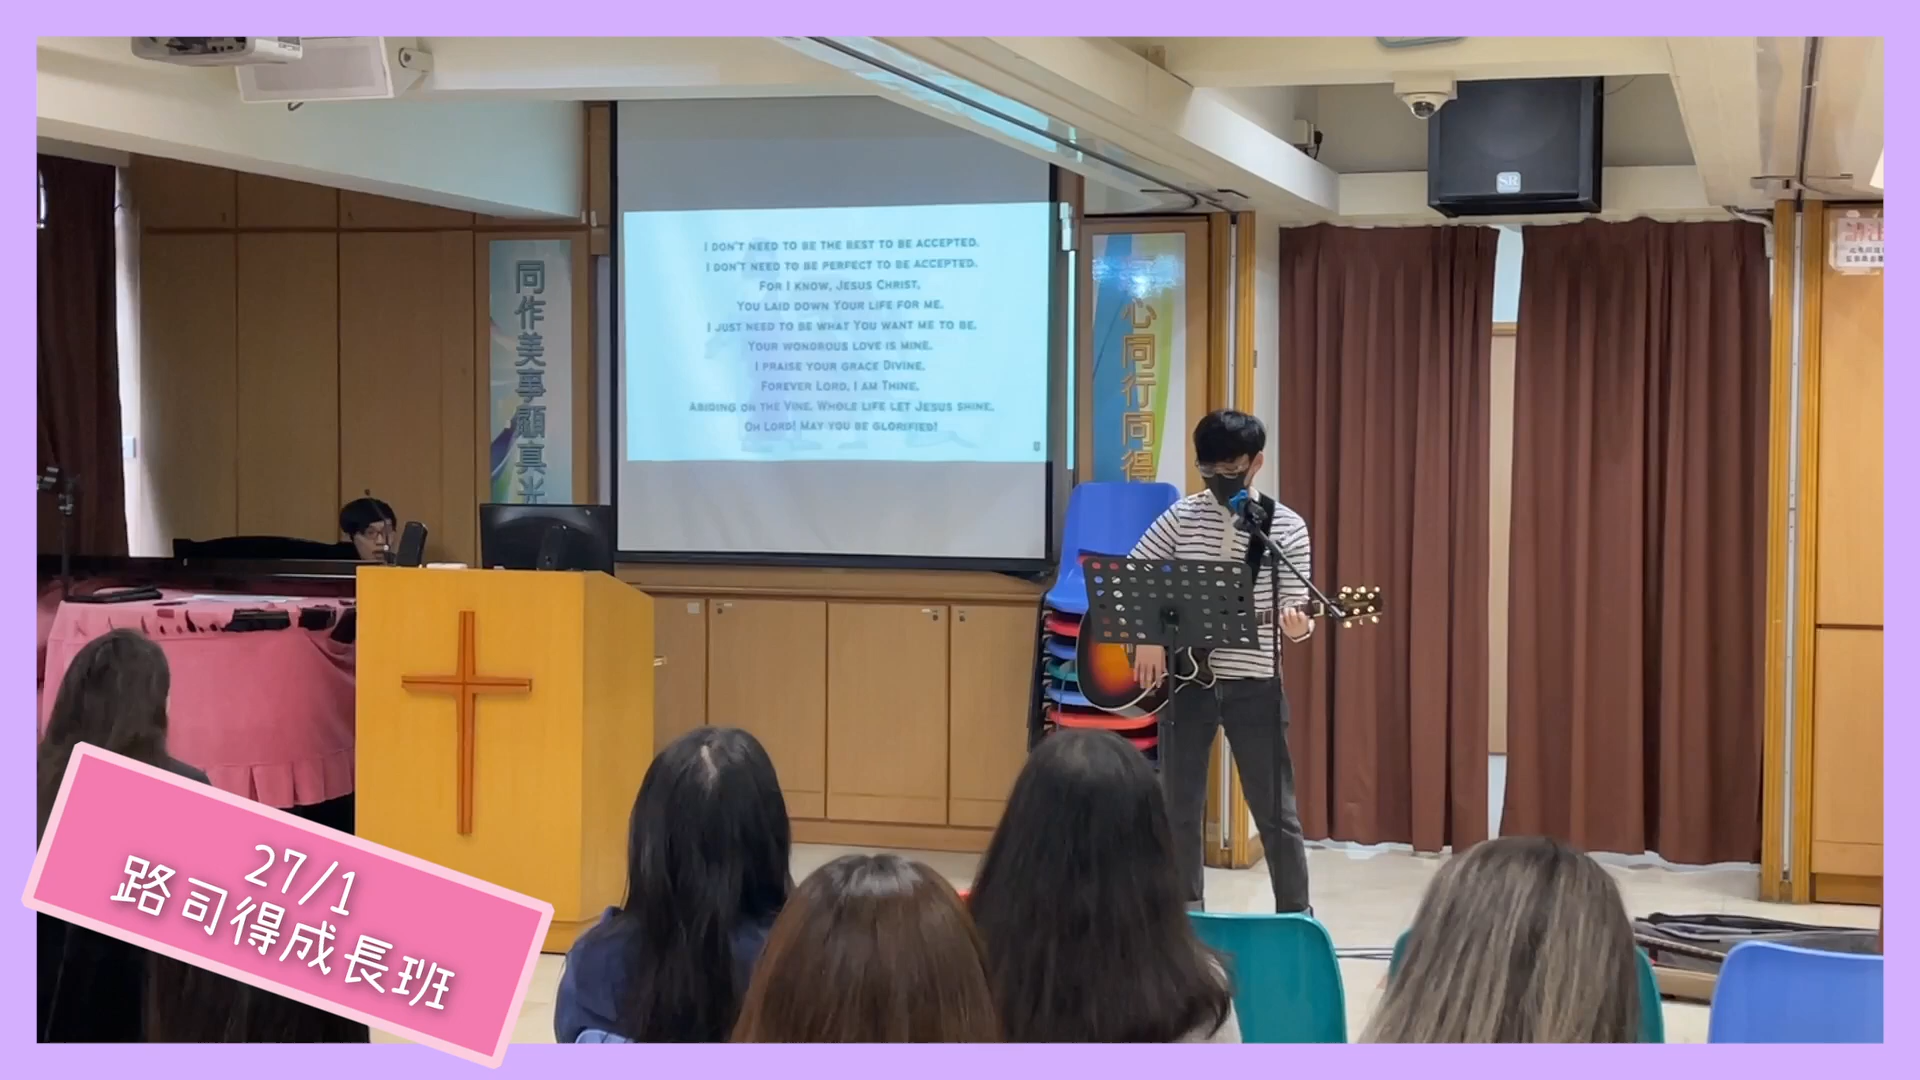 I DON'T NEED TO BE THE BEST TO BE ACCEPTED.
I DON'T NEED TO BE PERFECT TO BE ACCEPTED.
FOR I KNOW, JESUS CHRIST,
YOU LAID DOWN YOUR LIFE FOR ME.
I JUST NEED TO BE WHAT YOU WANT ME TO BE.
YOUR WONDROUS LOVE IS MINE.
I PRAISE YOUR GRACE DIVINE.
FOREVER LORD, I AM THINE.
ABIDING ON THE VINE. WHOLE LIFE LET JESUS SHINE.
OH LORD! MAY YOU BE GLORIFIED!
同作美事顯真光
心同行同得
SR
請注
27/1
路司得成長班